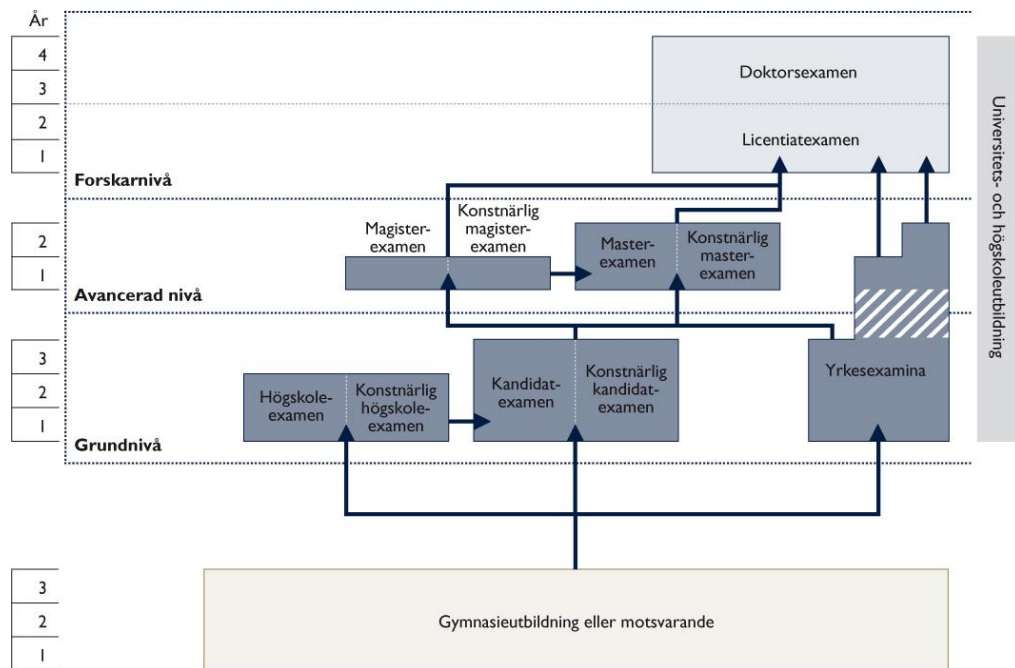 År
4
3
2
1
Doktorsexamen
Licentiatexamen
Forskarnivå
2
1
Magister-
examen
Konstnärlig
magister-
examen
Master-
examen
Konstnärlig
master-
examen
Avancerad nivå
3
2
1
Högskole-
examen
Konstnärlig
högskole-
examen
Kandidat-
examen
Konstnärlig
kandidat-
examen
Yrkesexamina
Grundnivå
Universitets- och högskoleutbildning
3
2
1
Gymnasieutbildning eller motsvarande